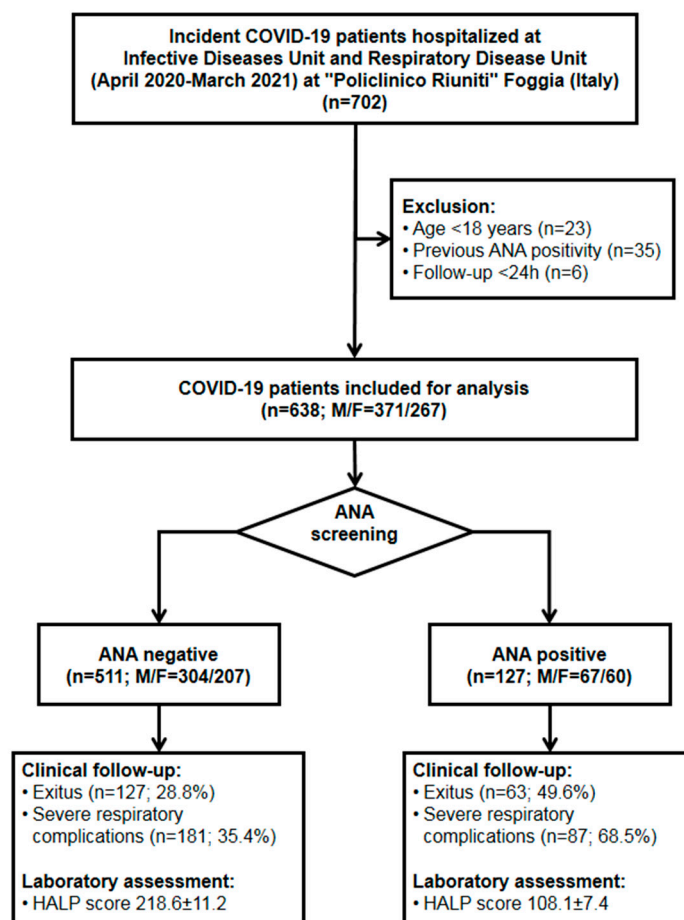 Incident COVID-19 patients hospitalized at
Infective Diseases Unit and Respiratory Disease Unit
(April 2020-March 2021) at "Policlinico Riuniti" Foggia (Italy)
(n=702)
Exclusion:
• Age <18 years (n=23)
• Previous ANA positivity (n=35)
• Follow-up <24h (n=6)
COVID-19 patients included for analysis
(n=638; M/F=371/267)
ANA
screening
ANA negative
(n=511; M/F=304/207)
ANA positive
(n=127; M/F=67/60)
Clinical follow-up:
• Exitus (n=127; 28.8%)
• Severe respiratory
complications (n=181; 35.4%)
Laboratory assessment:
• HALP score 218.6±11.2
Clinical follow-up:
• Exitus (n=63; 49.6%)
• Severe respiratory
complications (n=87; 68.5%)
Laboratory assessment:
• HALP score 108.1±7.4